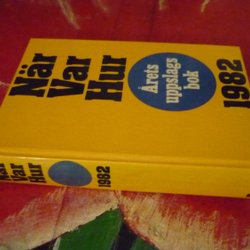 När
Var
Hur
Årets
uppslags
bok
1982
När
Var
Hur
1982